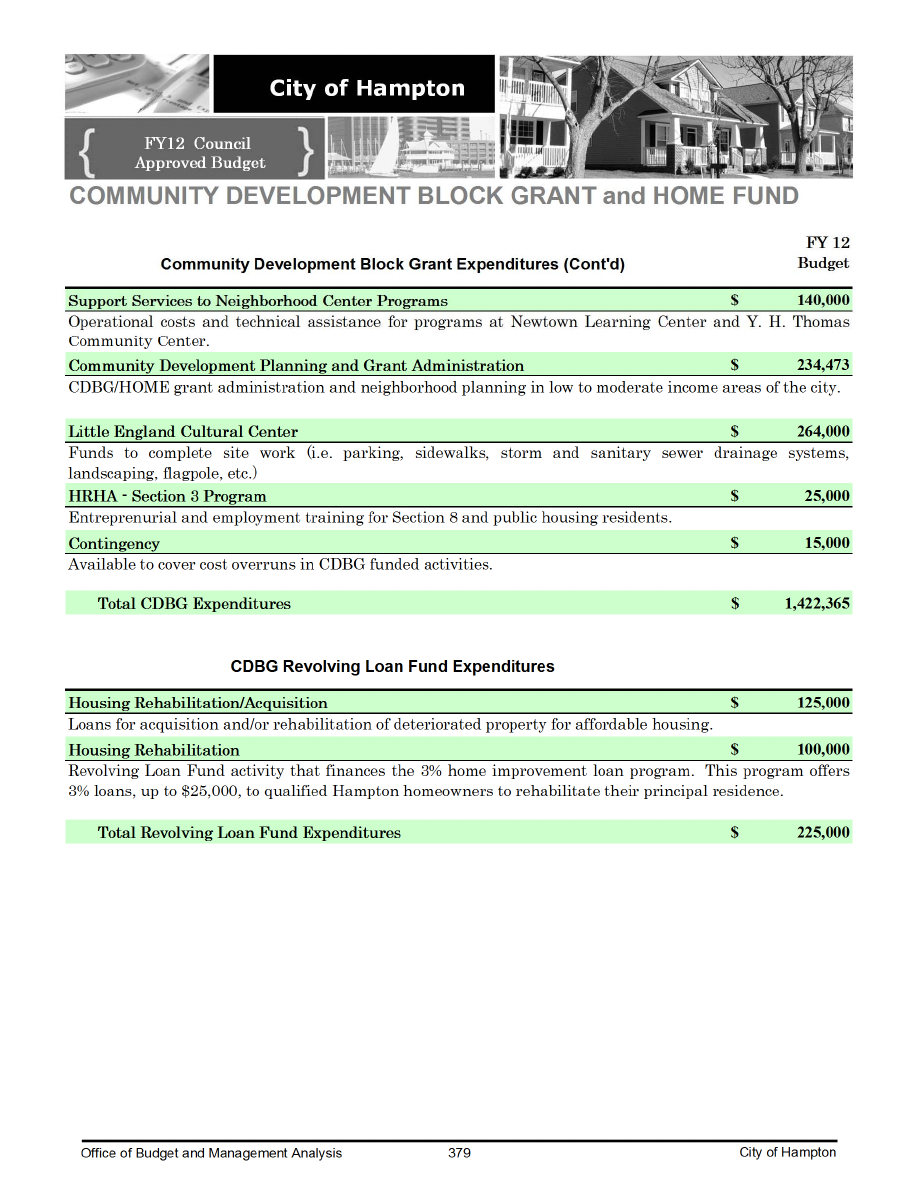 City of Hampton
FY12 Council
Approved Budget
COMMUNITY DEVELOPMENT BLOCK GRANT and HOME FUND
FY 12
Community Development Block Grant Expenditures (Cont'd) Budget
Support Services to Neighborhood Center Programs $ 140,000
Operational costs and technical assistance for programs at Newtown Learning Center and Y. H. Thomas
Community Center.
Community Development Planning and Grant Administration $ 234,473
CDBG/HOME grant administration and neighborhood planning in low to moderate income areas of the city.
Little England Cultural Center $ 264,000
Funds to complete site work (i.e. parking, sidewalks, storm and sanitary sewer drainage systems,
landscaping, flagpole, etc.)
HRHA - Section 3 Program $ 25,000
Entreprenurial and employment training for Section 8 and public housing residents.
Contingency $ 15,000
Available to cover cost overruns in CDBG funded activities.
Total CDBG Expenditures $ 1,422,365
CDBG Revolving Loan Fund Expenditures
Housing Rehabilitation/Acquisition $ 125,000
Loans for acquisition and/or rehabilitation of deteriorated property for affordable housing.
Housing Rehabilitation $ 100,000
Revolving Loan Fund activity that finances the 3% home improvement loan program. This program offers
3% loans, up to $25,000, to qualified Hampton homeowners to rehabilitate their principal residence.
Total Revolving Loan Fund Expenditures $ 225,000
Office of Budget and Management Analysis 379 City of Hampton